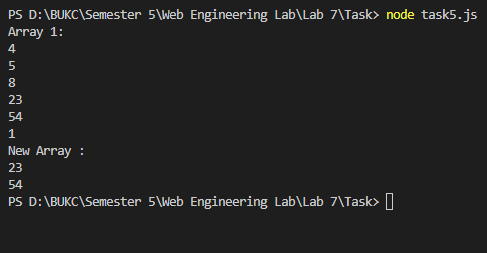 PS D:\BUKC\Semester 5\Web Engineering Lab\Lab 7\Task> node task5.js
Array 1:
4
5
8
23
54
1
New Array :
23
54
PS D:\BUKC\Semester 5\Web Engineering Lab\Lab 7\Task>